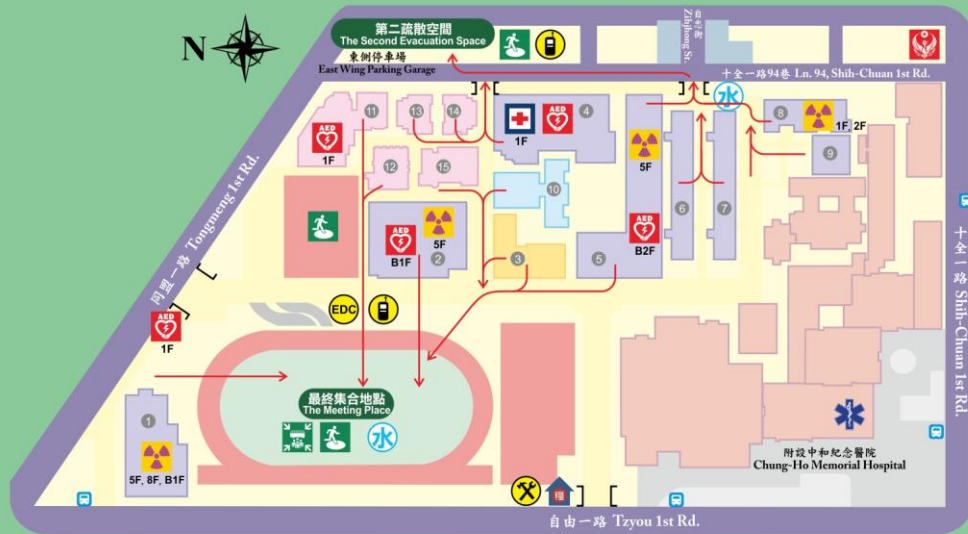 N
第二疏散空間
The Second Evacuation Space
東側停車場
East Wing Parking Garage
自由街
Zihjhong St.
十全一路94巷 Ln. 94, Shih-Chuan 1st Rd.
同盟一路 Tongmeng 1st Rd.
十全一路 Shih-Chuan 1st Rd.
11
13
14
4
AED
1F
1F
AED
水
8
1F, 2F
9
12
15
10
5F
6
7
AED
B1F
5F
2
3
5
AED
B2F
EDC
AED
1F
最終集合地點
The Meeting Place
水
1
5F, 8F, B1F
附設中和紀念醫院
Chung-Ho Memorial Hospital
糧
自由一路 Tzyou 1st Rd.